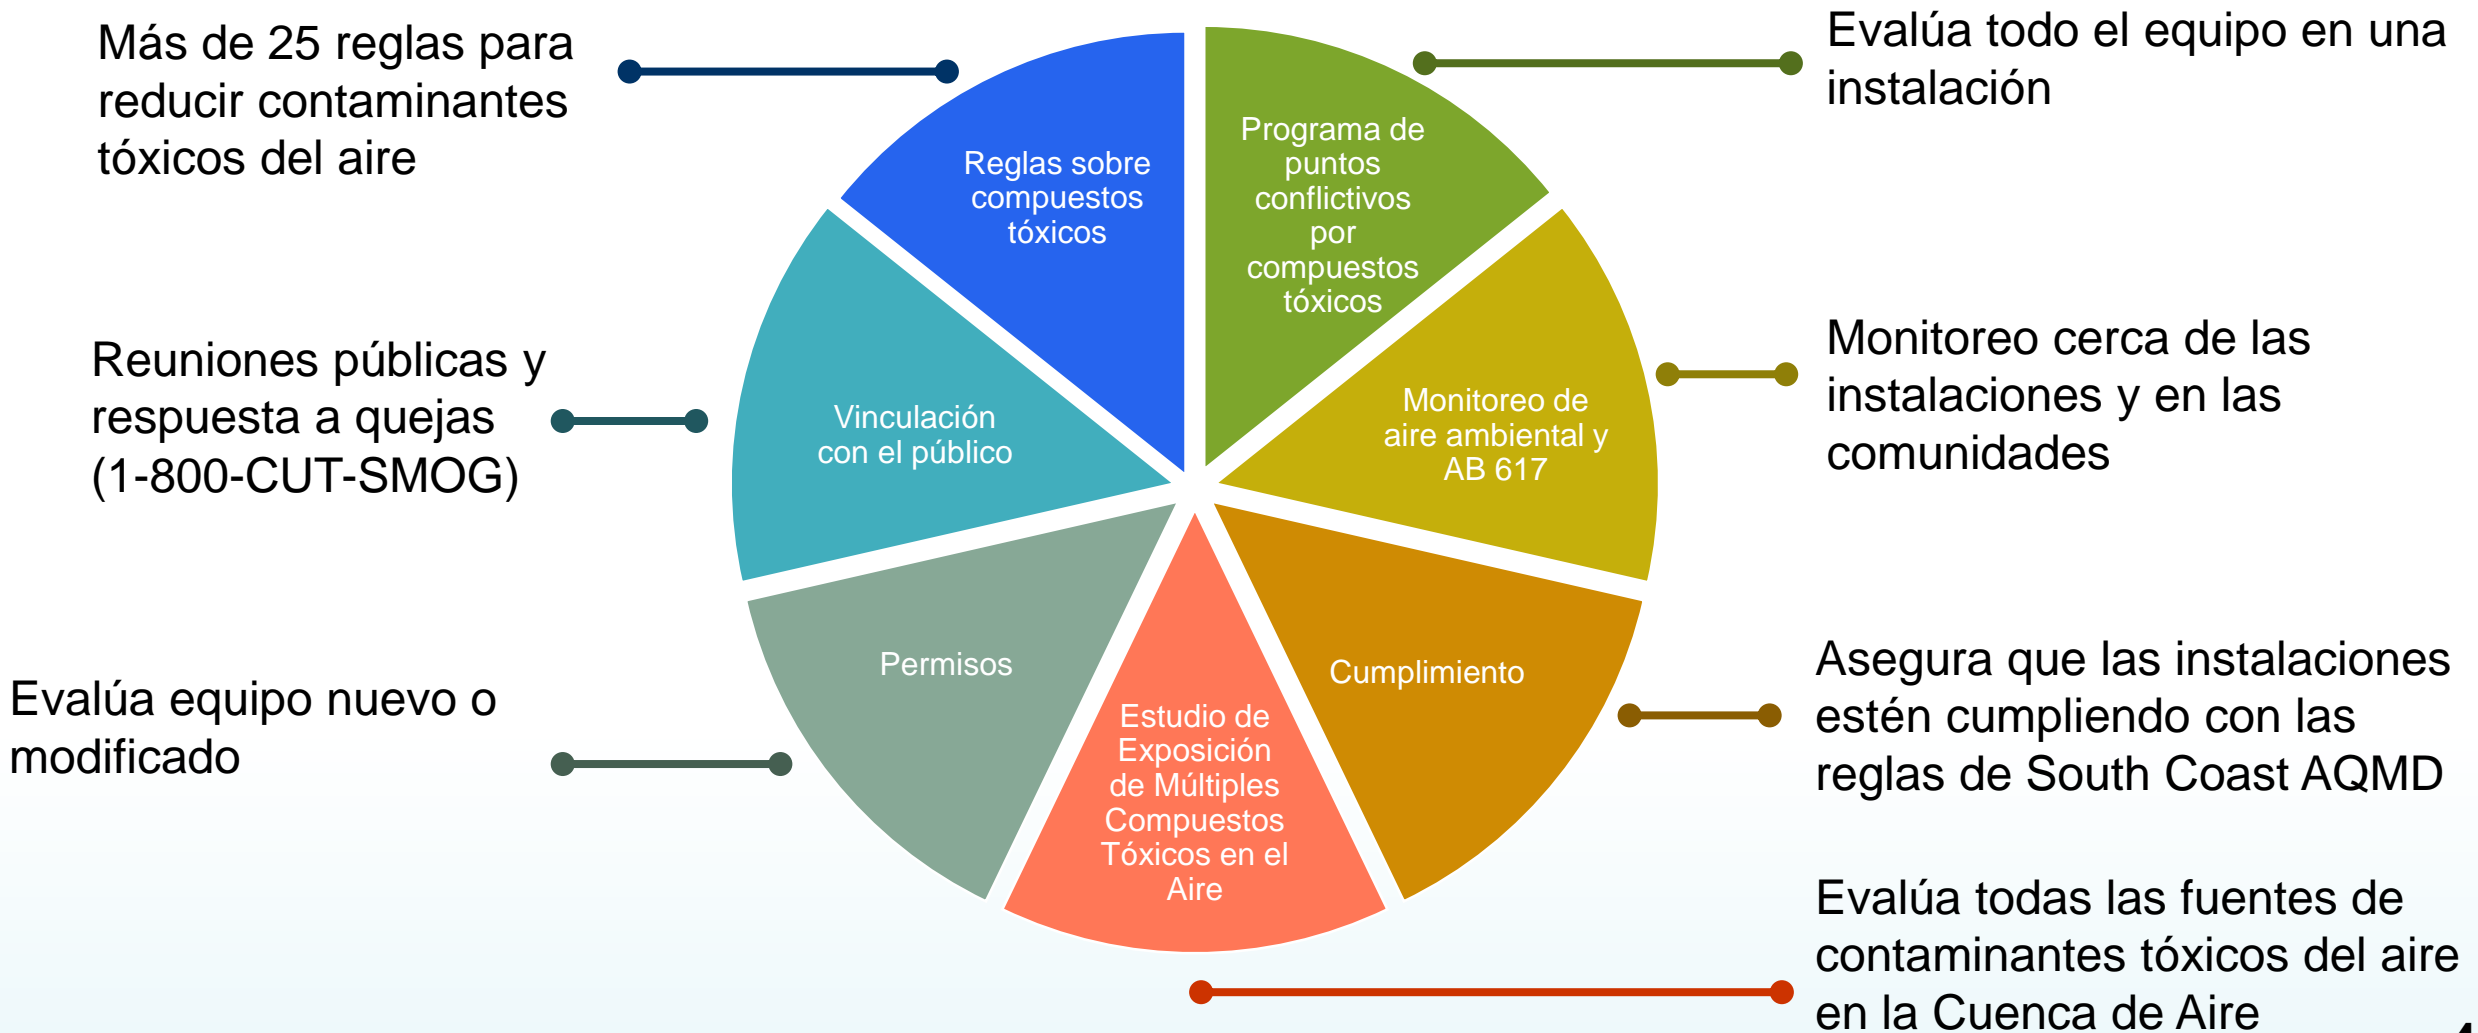 Más de 25 reglas para
reducir contaminantes
tóxicos del aire
Reglas sobre
compuestos
tóxicos
Programa de
puntos
conflictivos
por
compuestos
tóxicos
Evalúa todo el equipo en una
instalación
Reuniones públicas y
respuesta a quejas
(1-800-CUT-SMOG)
Vinculación
con el público
Monitoreo de
aire ambiental y
AB 617
Monitoreo cerca de las
instalaciones y en las
comunidades
Evalúa equipo nuevo o
modificado
Permisos
Cumplimiento
Asegura que las instalaciones
estén cumpliendo con las
reglas de South Coast AQMD
Estudio de
Exposición
de Múltiples
Compuestos
Tóxicos en el
Aire
Evalúa todas las fuentes de
contaminantes tóxicos del aire
en la Cuenca de Aire